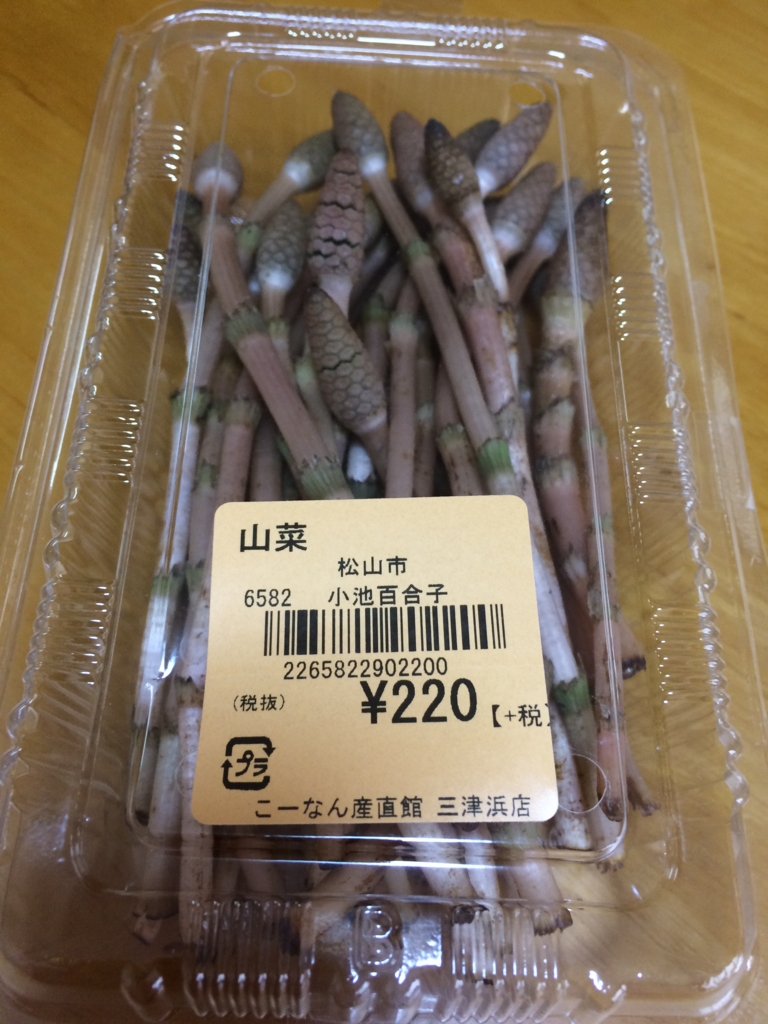 山菜
松山市
6582 小池百合子
2265822902200
(税抜) ¥220【+税】
プラ
こーなん産直館 三津浜店
B